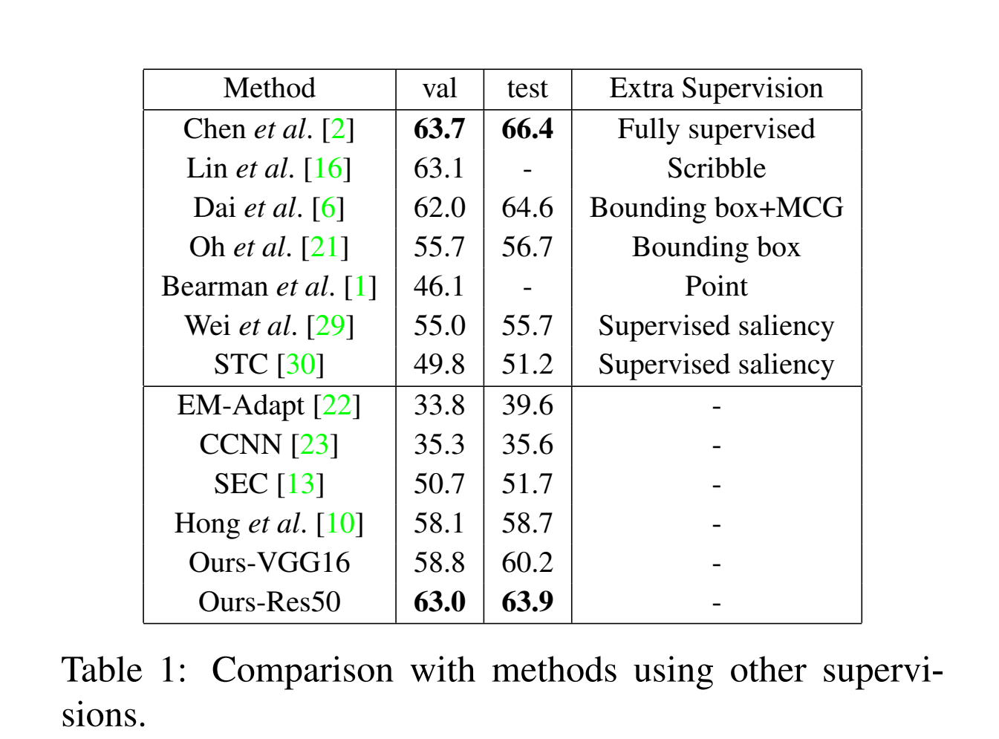 Method val test Extra Supervision
Chen et al. [2] 63.7 66.4 Fully supervised
Lin et al. [16] 63.1 - Scribble
Dai et al. [6] 62.0 64.6 Bounding box+MCG
Oh et al. [21] 55.7 56.7 Bounding box
Bearman et al. [1] 46.1 - Point
Wei et al. [29] 55.0 55.7 Supervised saliency
STC [30] 49.8 51.2 Supervised saliency
EM-Adapt [22] 33.8 39.6 -
CCNN [23] 35.3 35.6 -
SEC [13] 50.7 51.7 -
Hong et al. [10] 58.1 58.7 -
Ours-VGG16 58.8 60.2 -
Ours-Res50 63.0 63.9 -
Table 1: Comparison with methods using other supervi-
sions.